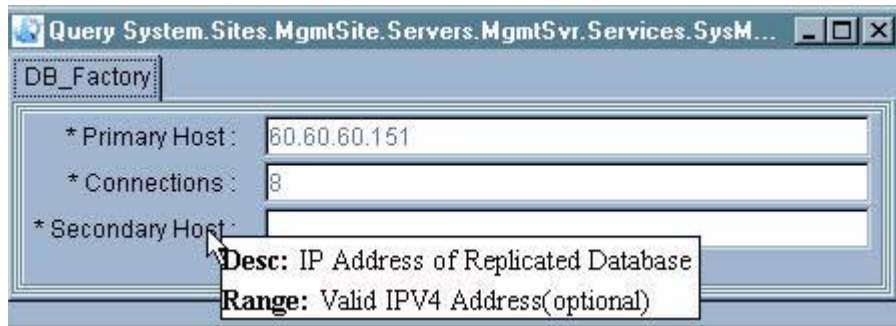 Query System.Sites.MgmtSite.Servers.MgmtSvr.Services.SysM...
DB_Factory
* Primary Host : 60.60.60.151
* Connections : 8
* Secondary Host :
Desc: IP Address of Replicated Database
Range: Valid IPV4 Address(optional)